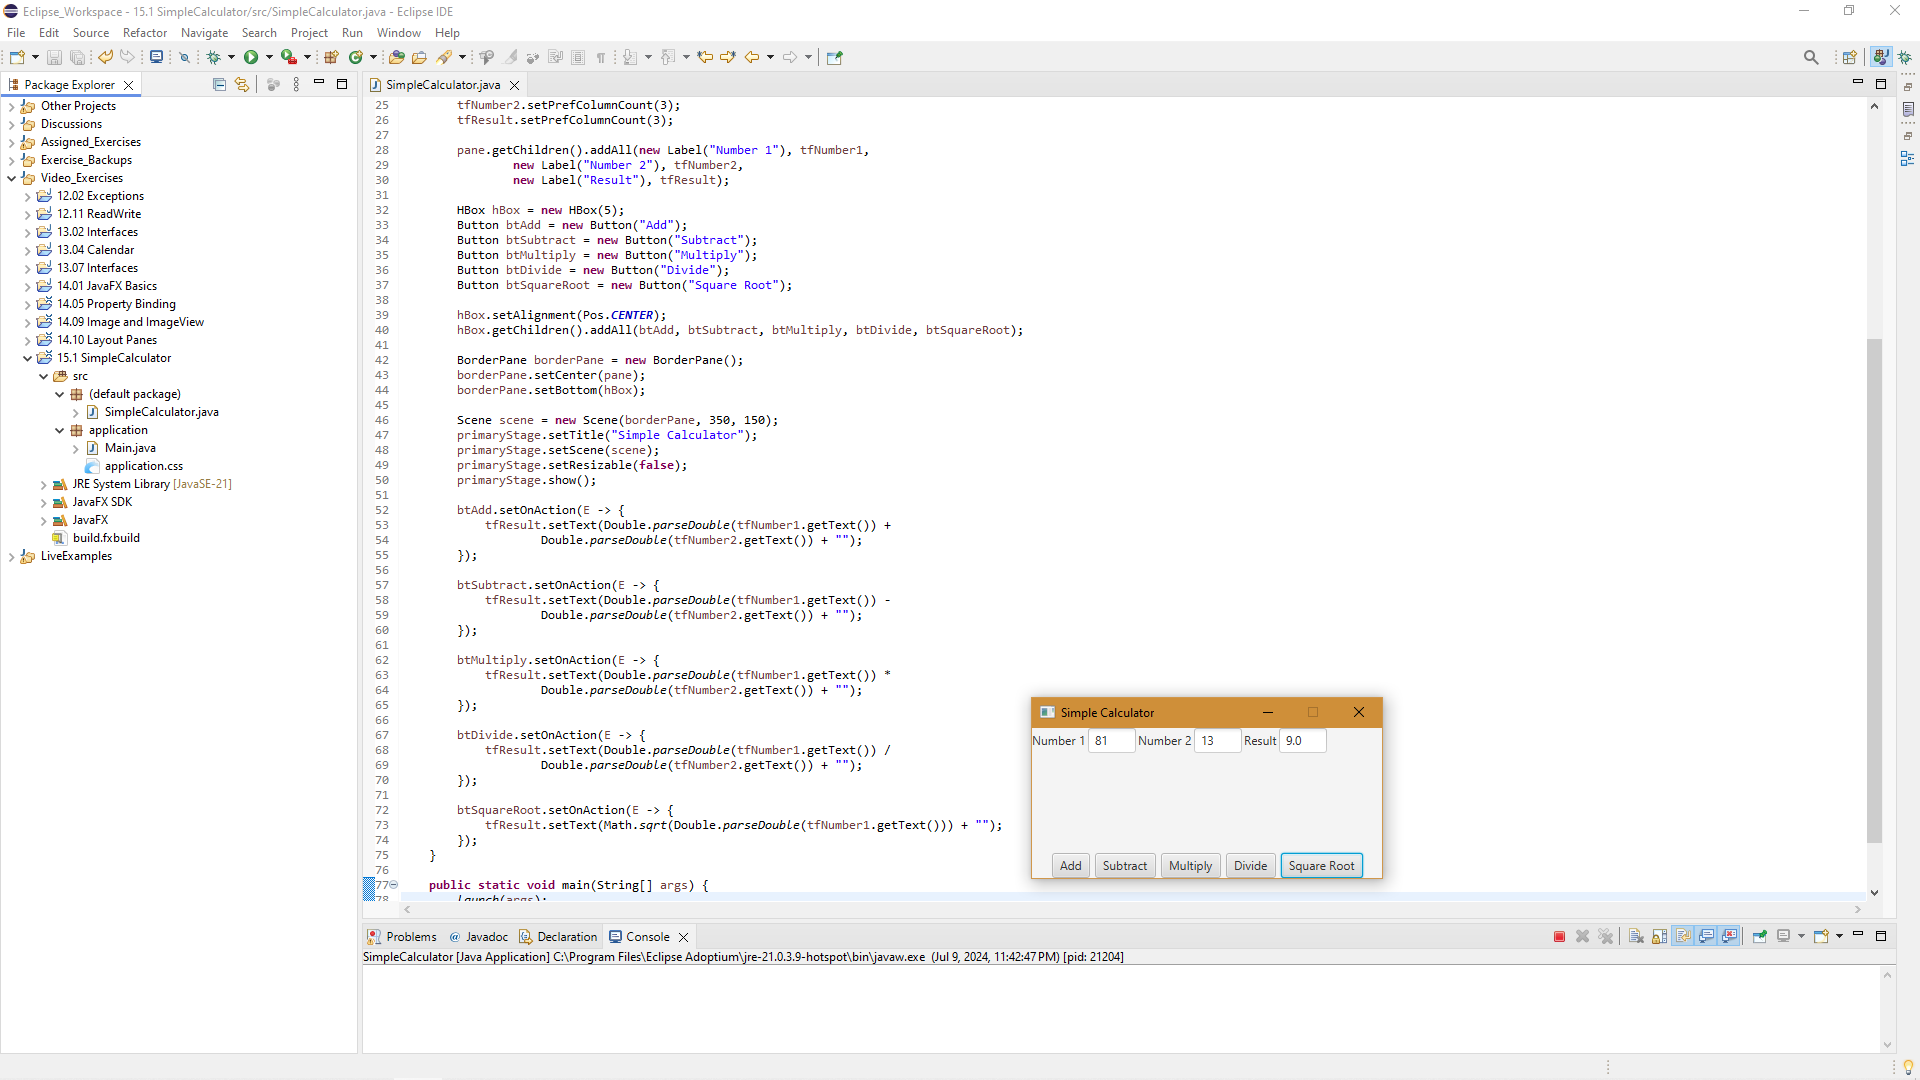 Eclipse_Workspace - 15.1 SimpleCalculator/src/SimpleCalculator.java - Eclipse IDE
File Edit Source Refactor Navigate Search Project Run Window Help
Package Explorer
Other Projects
Discussions
Assigned_Exercises
Exercise_Backups
Video_Exercises
12.02 Exceptions
12.11 ReadWrite
13.02 Interfaces
13.04 Calendar
13.07 Interfaces
14.01 JavaFX Basics
14.05 Property Binding
14.09 Image and ImageView
14.10 Layout Panes
15.1 SimpleCalculator
src
(default package)
SimpleCalculator.java
application
Main.java
application.css
JRE System Library [JavaSE-21]
JavaFX SDK
JavaFX
build.fxbuild
LiveExamples
SimpleCalculator.java
25 tfNumber2.setPrefColumnCount(3);
26 tfResult.setPrefColumnCount(3);
27
28 pane.getChildren().addAll(new Label("Number 1"), tfNumber1,
29 new Label("Number 2"), tfNumber2,
30 new Label("Result"), tfResult);
31
32 HBox hBox = new HBox(5);
33 Button btAdd = new Button("Add");
34 Button btSubtract = new Button("Subtract");
35 Button btMultiply = new Button("Multiply");
36 Button btDivide = new Button("Divide");
37 Button btSquareRoot = new Button("Square Root");
38
39 hBox.setAlignment(Pos.CENTER);
40 hBox.getChildren().addAll(btAdd, btSubtract, btMultiply, btDivide, btSquareRoot);
41
42 BorderPane borderPane = new BorderPane();
43 borderPane.setCenter(pane);
44 borderPane.setBottom(hBox);
45
46 Scene scene = new Scene(borderPane, 350, 150);
47 primaryStage.setTitle("Simple Calculator");
48 primaryStage.setScene(scene);
49 primaryStage.setResizable(false);
50 primaryStage.show();
51
52 btAdd.setOnAction(E -> {
53 tfResult.setText(Double.parseDouble(tfNumber1.getText()) +
54 Double.parseDouble(tfNumber2.getText()) + "");
55 });
56
57 btSubtract.setOnAction(E -> {
58 tfResult.setText(Double.parseDouble(tfNumber1.getText()) -
59 Double.parseDouble(tfNumber2.getText()) + "");
60 });
61
62 btMultiply.setOnAction(E -> {
63 tfResult.setText(Double.parseDouble(tfNumber1.getText()) *
64 Double.parseDouble(tfNumber2.getText()) + "");
65 });
66
67 btDivide.setOnAction(E -> {
68 tfResult.setText(Double.parseDouble(tfNumber1.getText()) /
69 Double.parseDouble(tfNumber2.getText()) + "");
70 });
71
72 btSquareRoot.setOnAction(E -> {
73 tfResult.setText(Math.sqrt(Double.parseDouble(tfNumber1.getText())) + "");
74 });
75 }
76
77 public static void main(String[] args) {
78 launch(args);
Simple Calculator
Number 1 81 Number 2 13 Result 9.0
Add Subtract Multiply Divide Square Root
Problems @ Javadoc Declaration Console
SimpleCalculator [Java Application] C:\Program Files\Eclipse Adoptium\jre-21.0.3.9-hotspot\bin\javaw.exe (Jul 9, 2024, 11:42:47 PM) [pid: 21204]